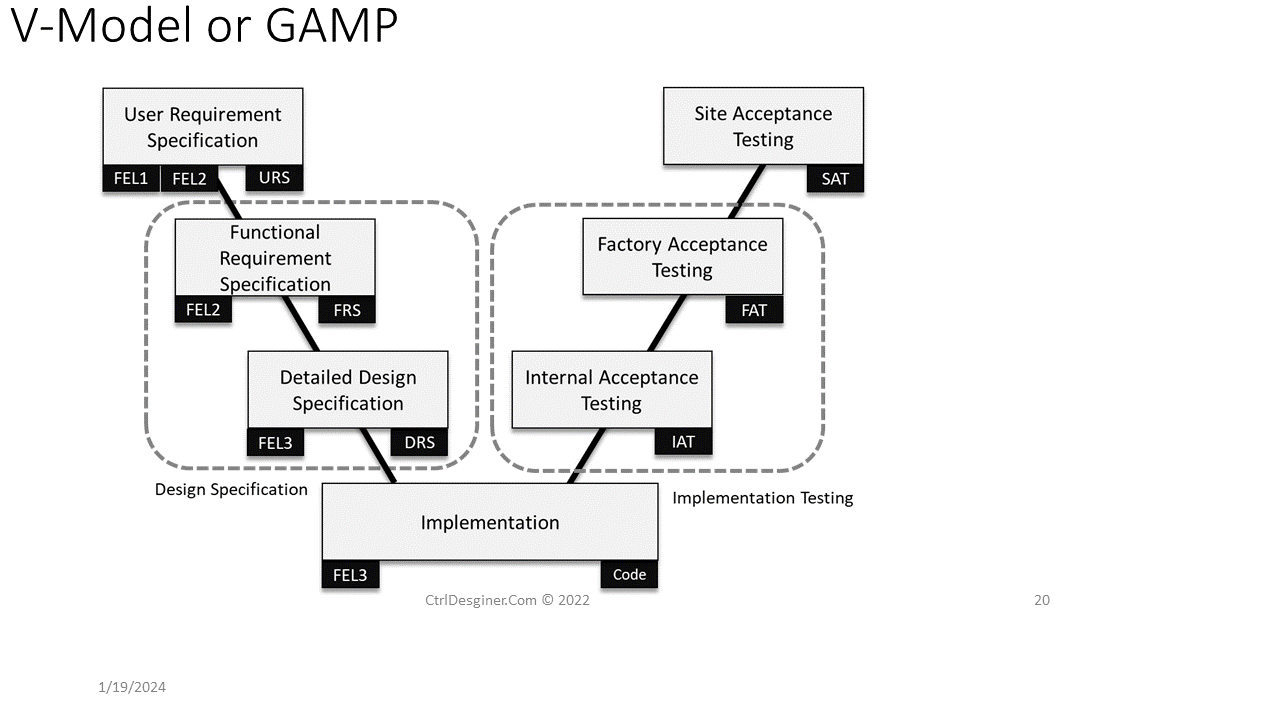 V-Model or GAMP
User Requirement
Specification
FEL1
FEL2
URS
Functional
Requirement
Specification
FEL2
FRS
Detailed Design
Specification
FEL3
DRS
Design Specification
Implementation
FEL3
Code
Site Acceptance
Testing
SAT
Factory Acceptance
Testing
FAT
Internal Acceptance
Testing
IAT
Implementation Testing
CtrlDesginer.Com © 2022
20
1/19/2024